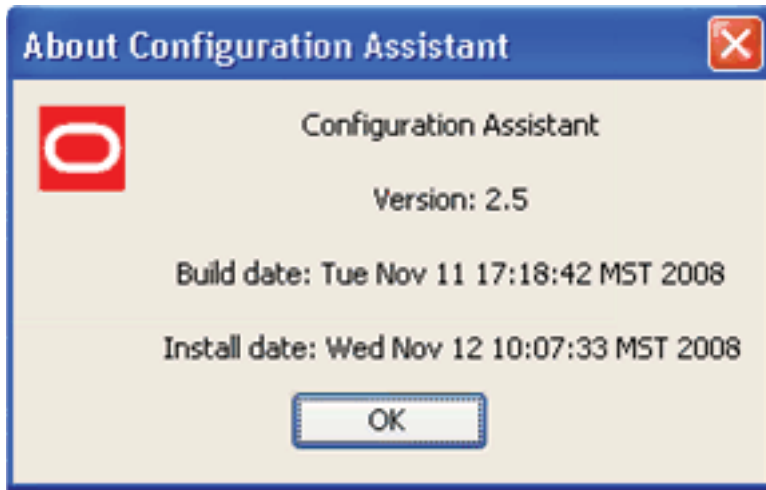 About Configuration Assistant
Configuration Assistant
Version: 2.5
Build date: Tue Nov 11 17:18:42 MST 2008
Install date: Wed Nov 12 10:07:33 MST 2008
OK